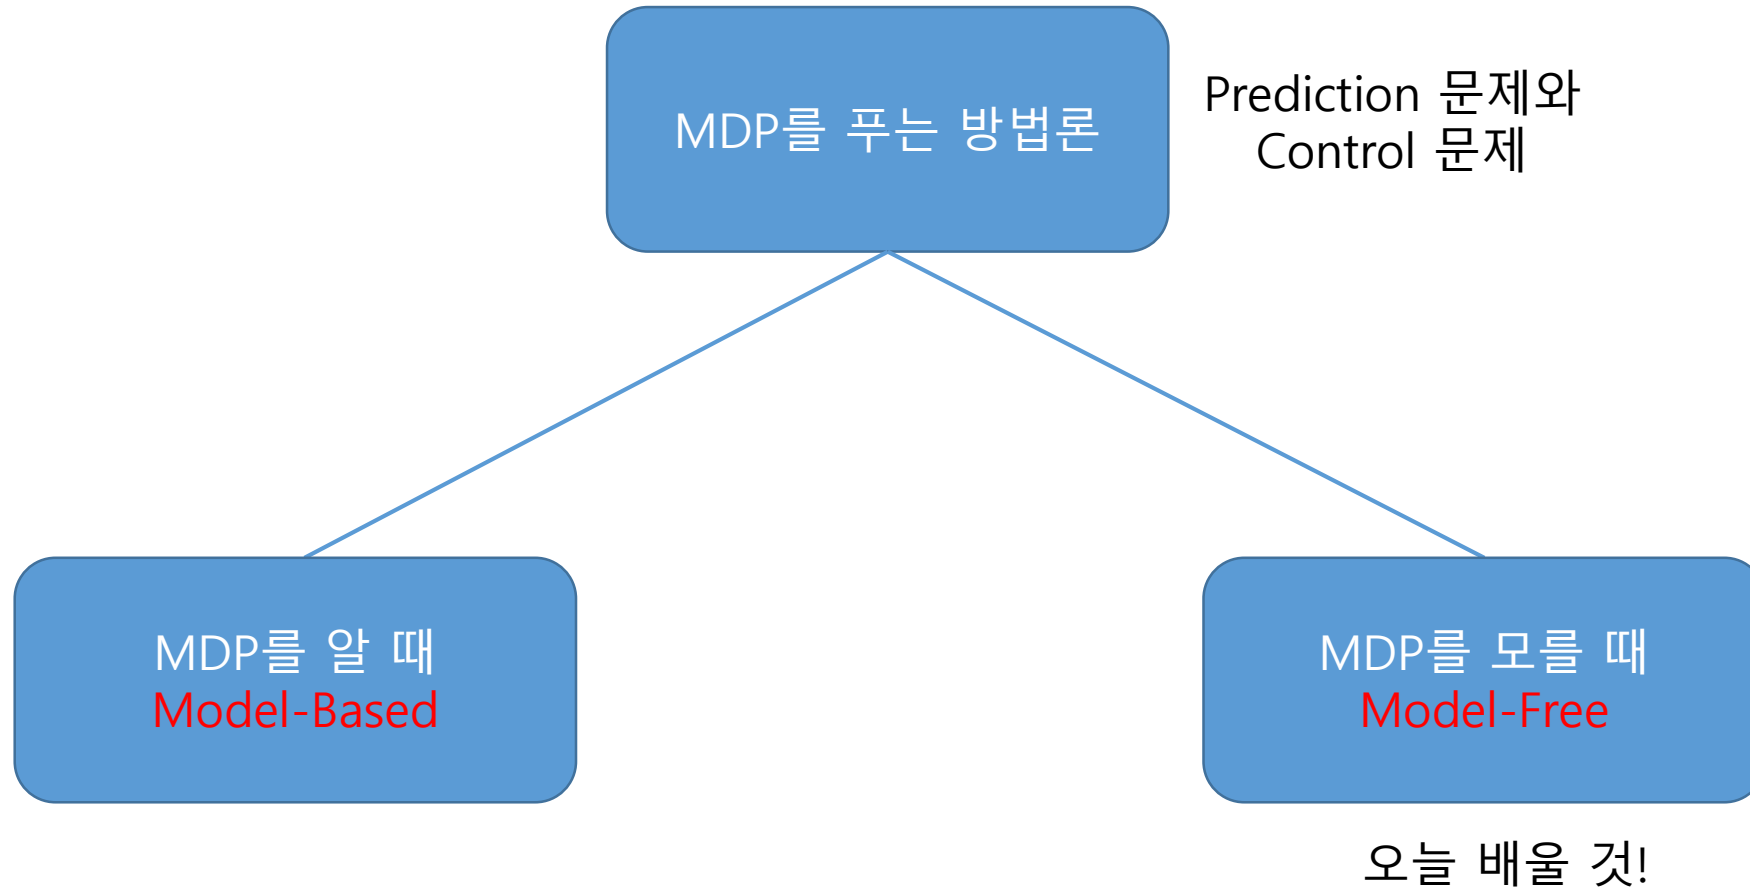 MDP를 푸는 방법론
Prediction 문제와
Control 문제
MDP를 알 때
Model-Based
MDP를 모를 때
Model-Free
오늘 배울 것!